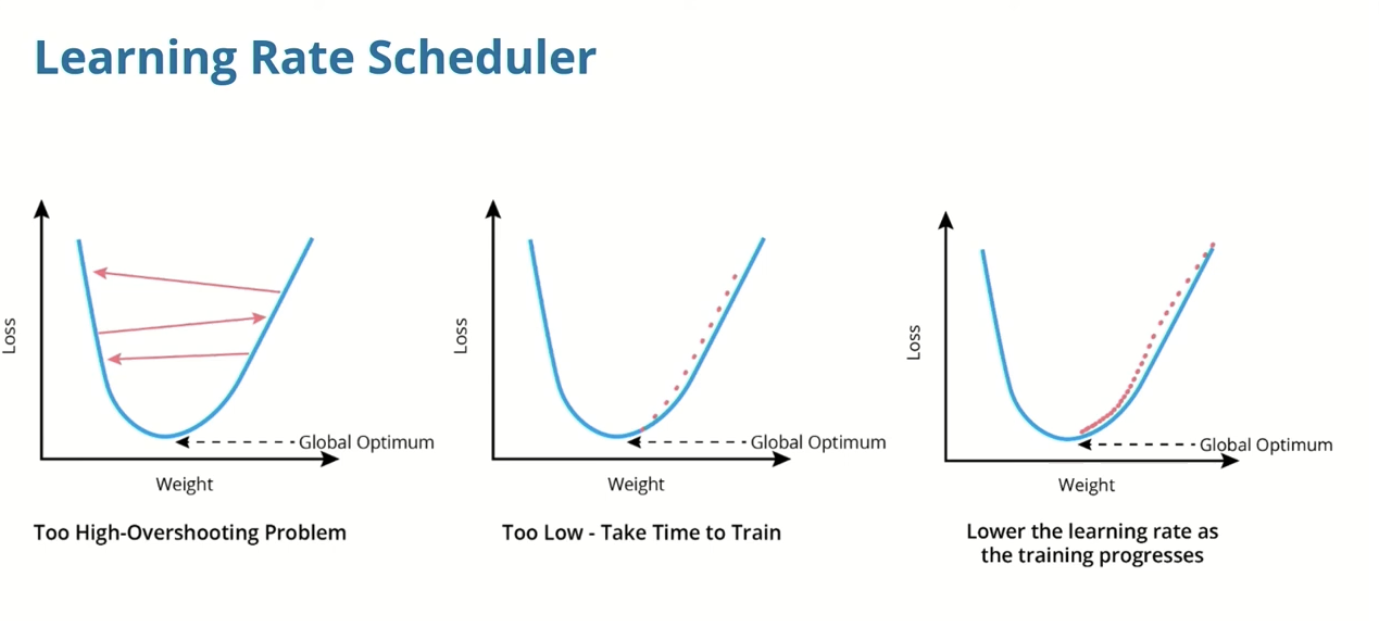 Learning Rate Scheduler
Loss
Global Optimum
Weight
Too High-Overshooting Problem
Loss
Global Optimum
Weight
Too Low - Take Time to Train
Loss
Global Optimum
Weight
Lower the learning rate as
the training progresses